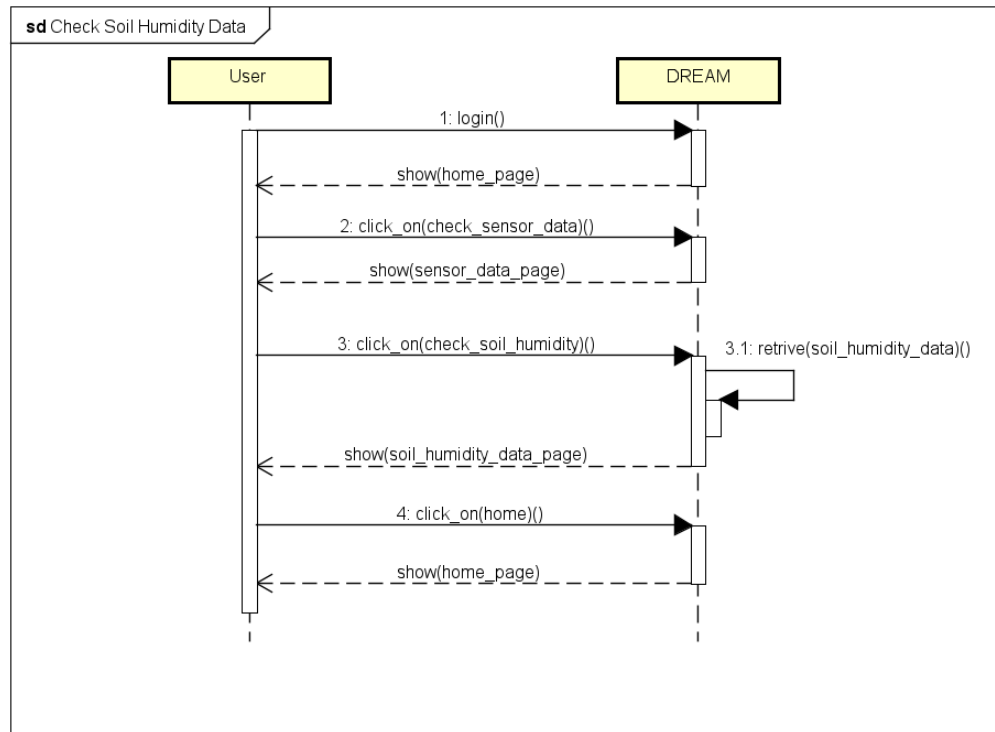 sd Check Soil Humidity Data
User
DREAM
1: login()
show(home_page)
2: click_on(check_sensor_data)()
show(sensor_data_page)
3: click_on(check_soil_humidity)()
3.1: retrive(soil_humidity_data)()
show(soil_humidity_data_page)
4: click_on(home)()
show(home_page)